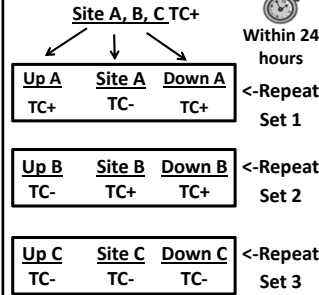 Site A, B, C TC+
Within 24
hours
Up A Site A Down A
TC+ TC- TC+
<-Repeat
Set 1
Up B Site B Down B
TC- TC+ TC+
<-Repeat
Set 2
Up C Site C Down C
TC- TC- TC-
<-Repeat
Set 3